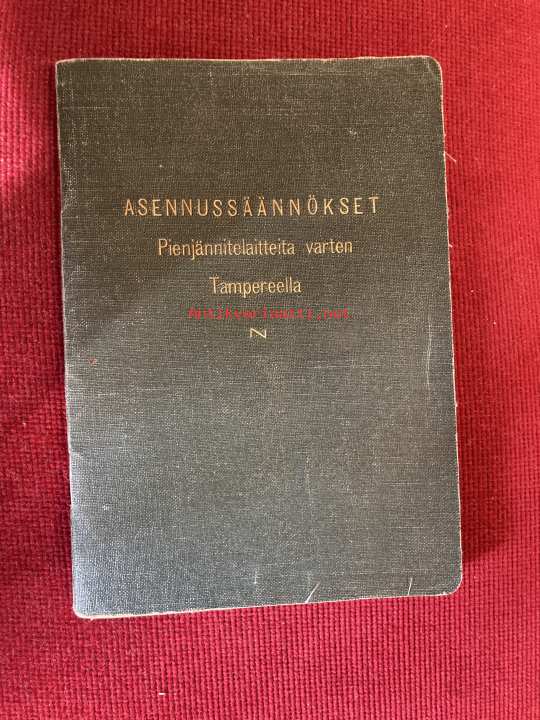 ASENNUSSÄÄNNÖKSET
Pienjännitelaitteita varten
Tampereella
Antikvariaatti.net